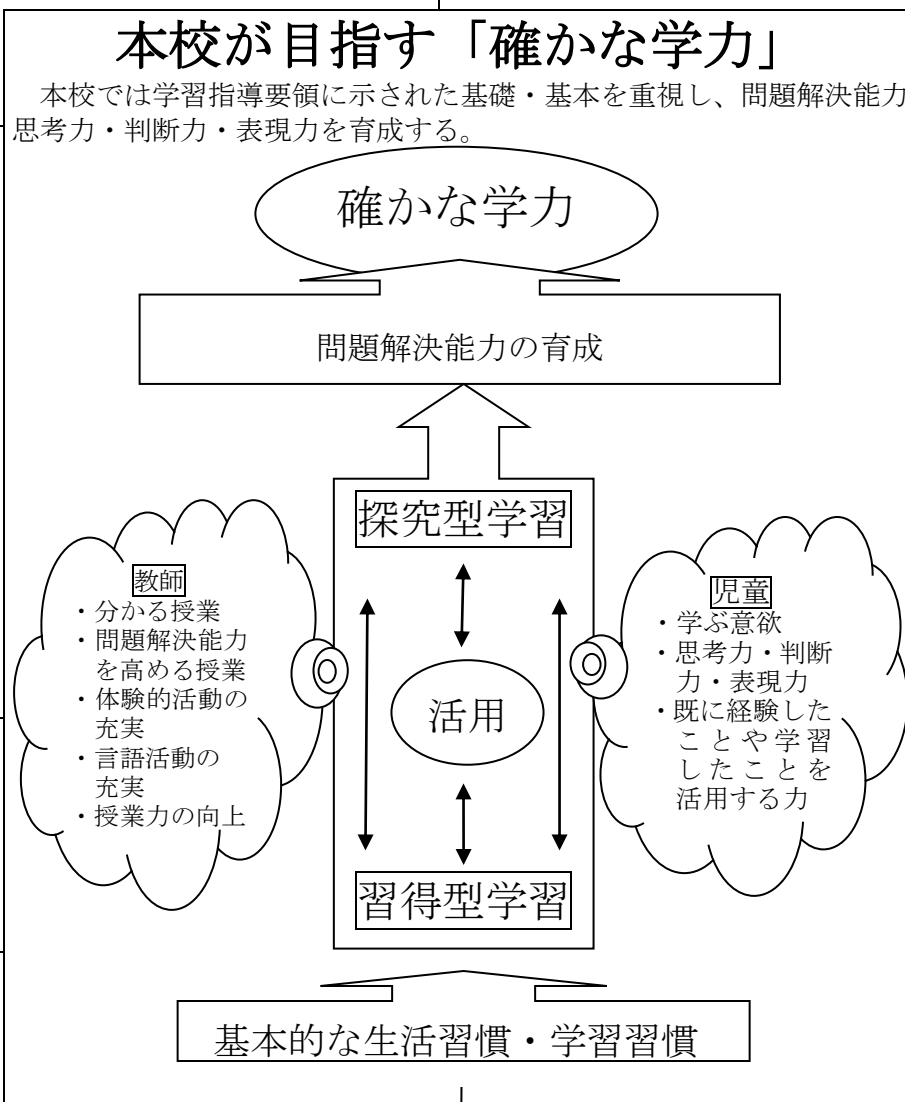 本校が目指す「確かな学力」
本校では学習指導要領に示された基礎・基本を重視し、問題解決能力
思考力・判断力・表現力を育成する。
確かな学力
問題解決能力の育成
探究型学習
教師
・分かる授業
・問題解決能力
を高める授業
・体験的活動の
充実
・言語活動の
充実
・授業力の向上
活用
児童
・学ぶ意欲
・思考力・判断
力・表現力
・既に経験した
ことや学習
したことを
活用する力
習得型学習
基本的な生活習慣・学習習慣